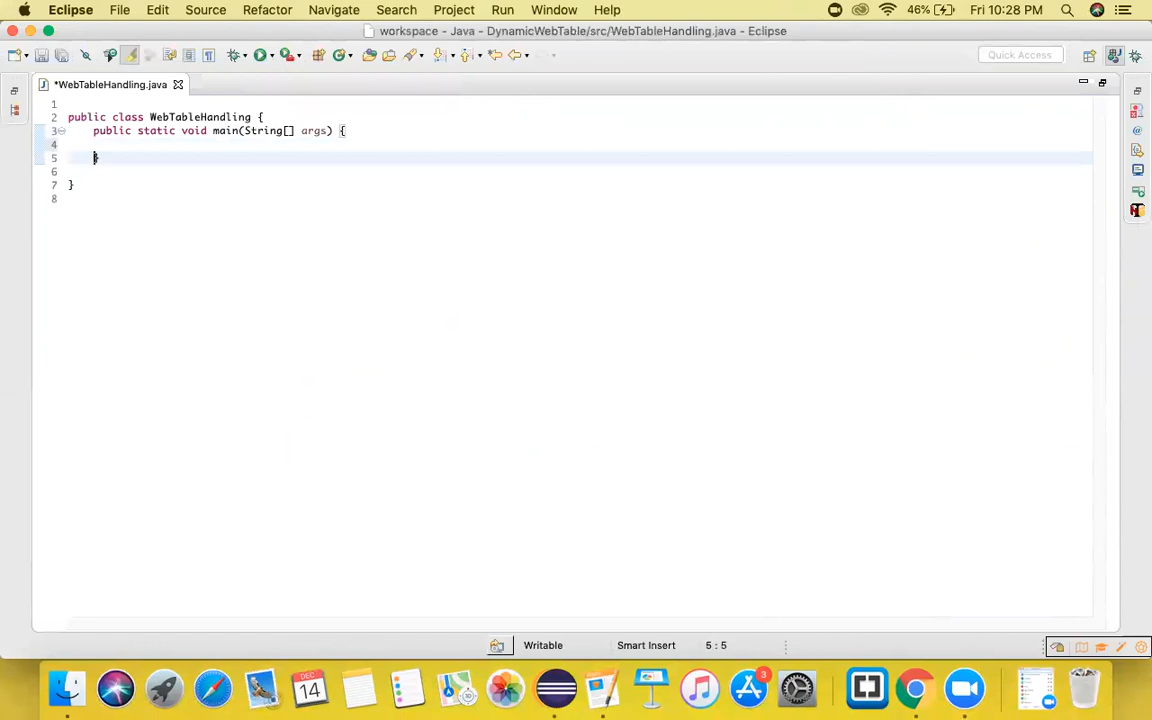 Eclipse File Edit Source Refactor Navigate Search Project Run Window Help 46% Fri 10:28 PM
workspace - Java - DynamicWebTable/src/WebTableHandling.java - Eclipse
Quick Access
*WebTableHandling.java
1
2 public class WebTableHandling {
3 public static void main(String[] args) {
4
5 }
6
7 }
8
Writable Smart Insert 5 : 5
DEC
14
3